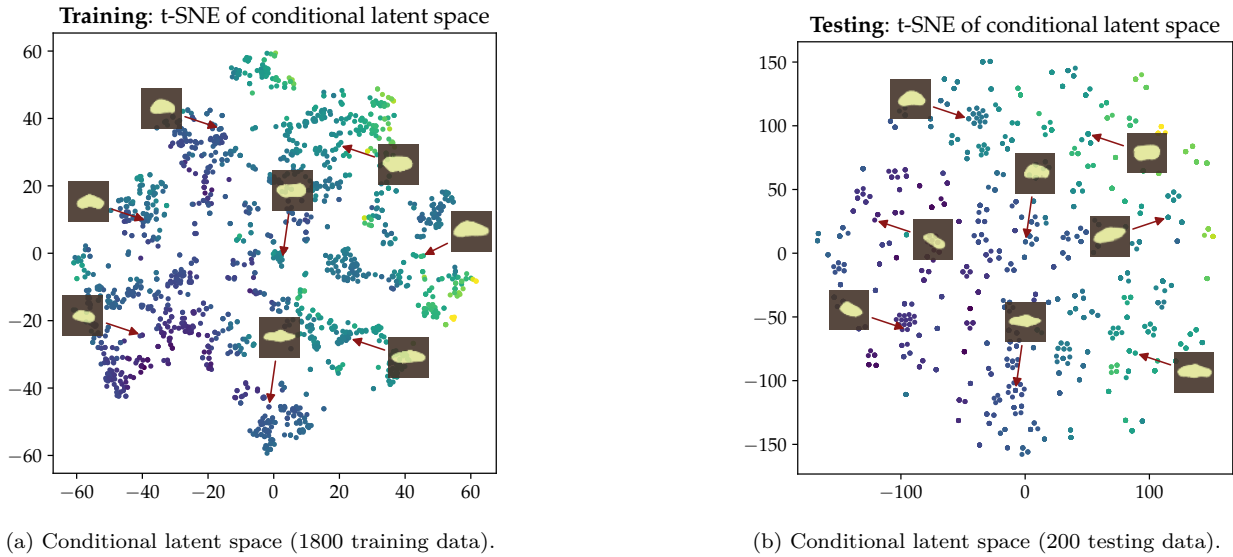 Training: t-SNE of conditional latent space
60
40
20
0
−20
−40
−60
−60 −40 −20 0 20 40 60
(a) Conditional latent space (1800 training data).
Testing: t-SNE of conditional latent space
150
100
50
0
−50
−100
−150
−100 0 100
(b) Conditional latent space (200 testing data).